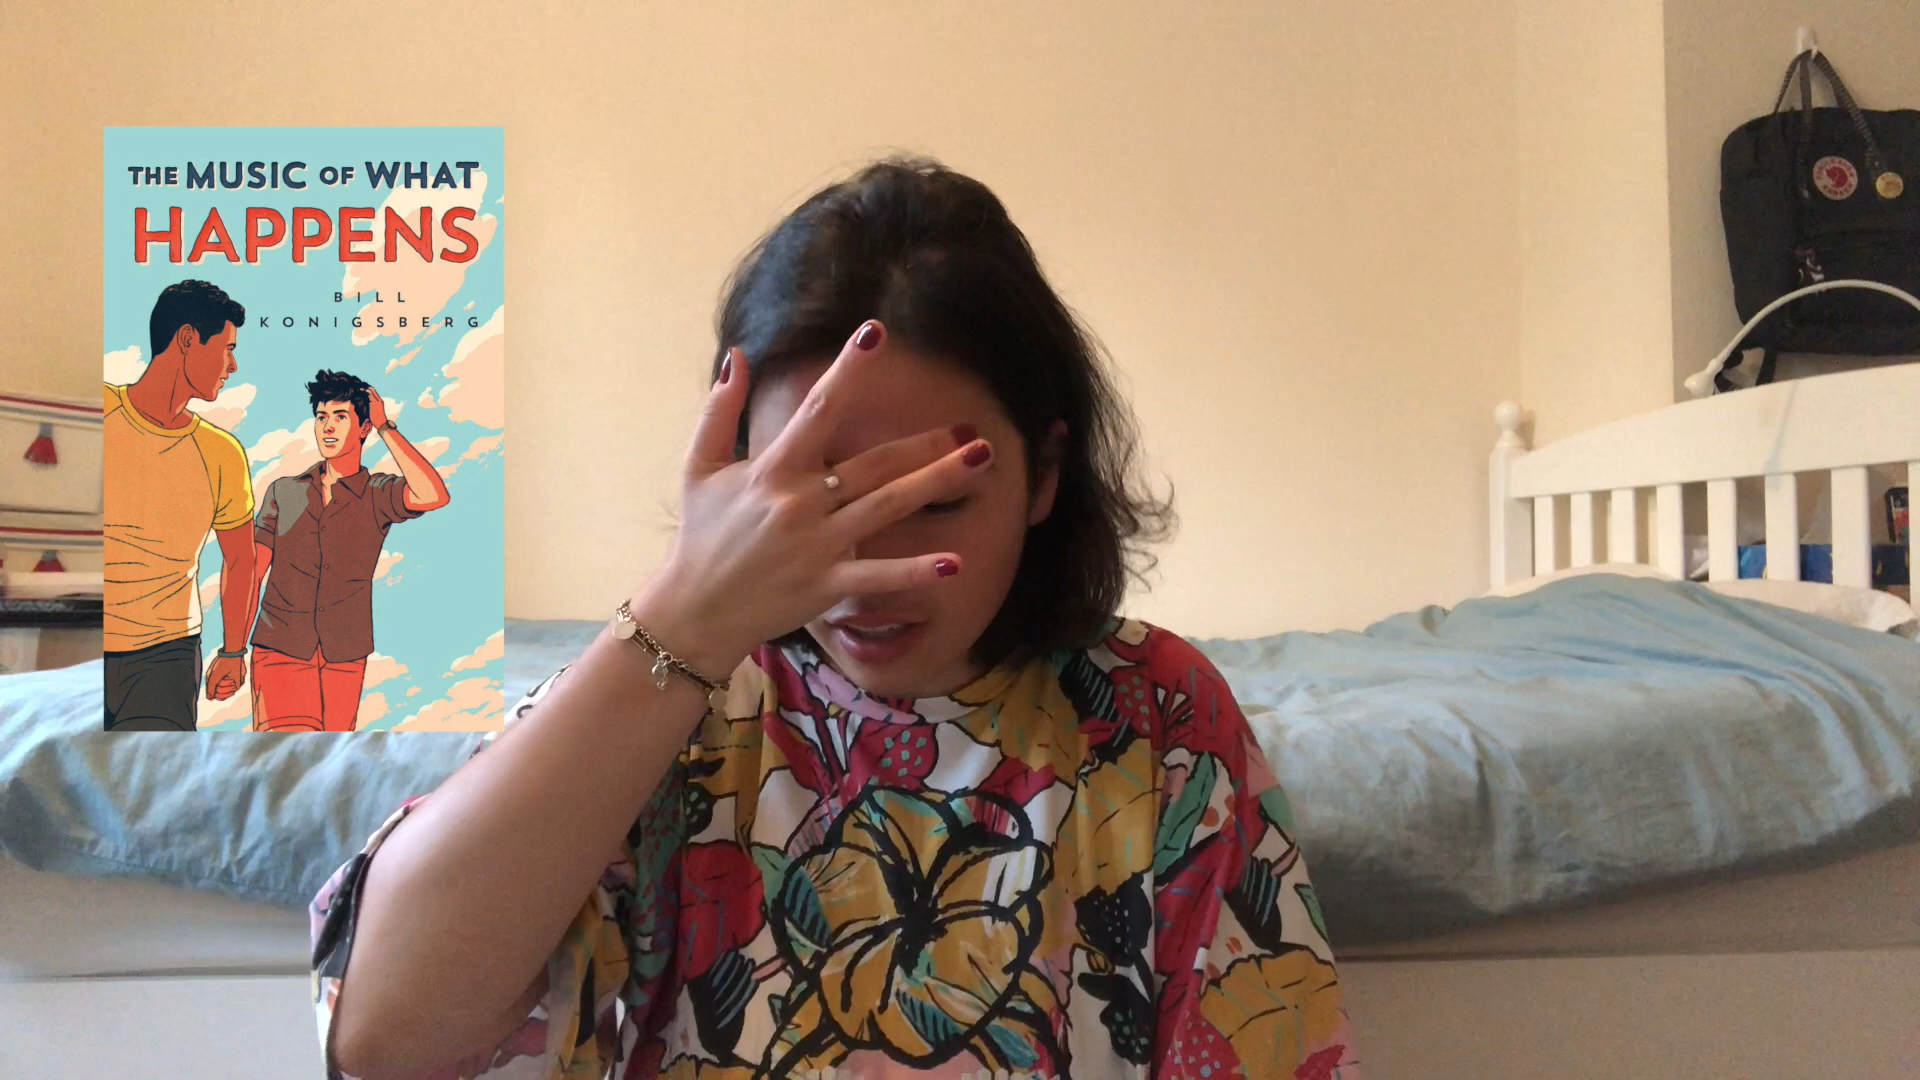 THE MUSIC OF WHAT
HAPPENS
BILL
KONIGSBERG